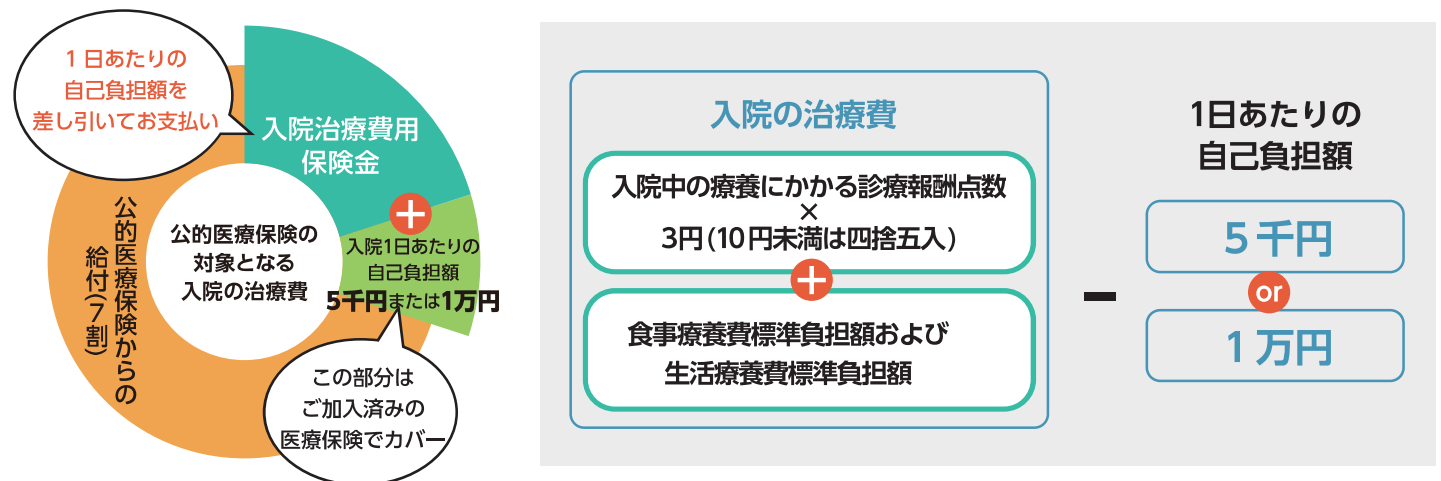 1日あたりの
自己負担額を
差し引いてお支払い
入院治療費用
保険金
+
入院1日あたりの
自己負担額
5千円または1万円
公的医療保険の
対象となる
入院の治療費
公的医療保険からの
給付(7割)
この部分は
ご加入済みの
医療保険でカバー
入院の治療費
入院中の療養にかかる診療報酬点数
×
3円(10円未満は四捨五入)
+
食事療養費標準負担額および
生活療養費標準負担額
-
1日あたりの
自己負担額
5千円
or
1万円